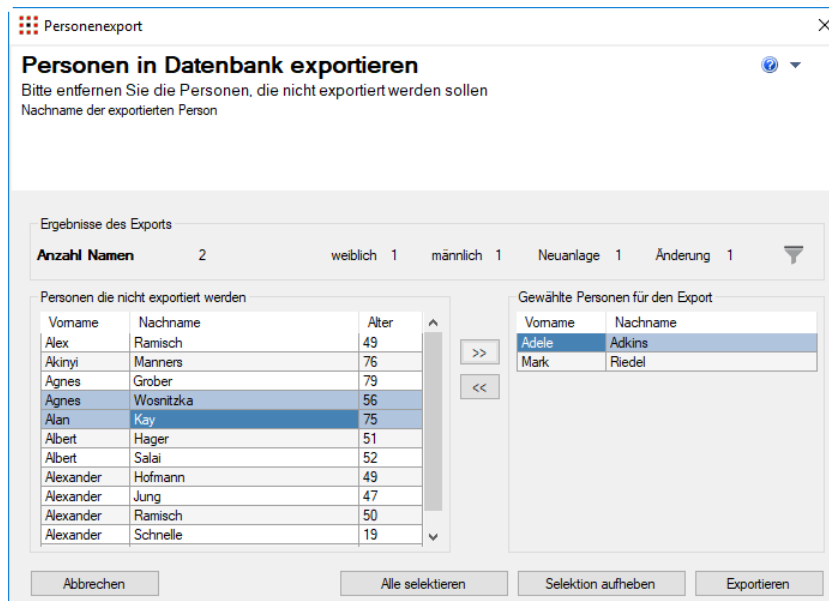 Personenexport
Personen in Datenbank exportieren
Bitte entfernen Sie die Personen, die nicht exportiert werden sollen
Nachname der exportierten Person
Ergebnisse des Exports
Anzahl Namen 2 weiblich 1 männlich 1 Neuanlage 1 Änderung 1
Personen die nicht exportiert werden
Vorname Nachname Alter
Alex Ramisch 49
Akinyi Manners 76
Agnes Grober 79
Agnes Wosnitzka 56
Alan Kay 75
Albert Hager 51
Albert Salai 52
Alexander Hofmann 49
Alexander Jung 47
Alexander Ramisch 50
Alexander Schnelle 19
>>
<<
Gewählte Personen für den Export
Vorname Nachname
Adele Adkins
Mark Riedel
Abbrechen Alle selektieren Selektion aufheben Exportieren